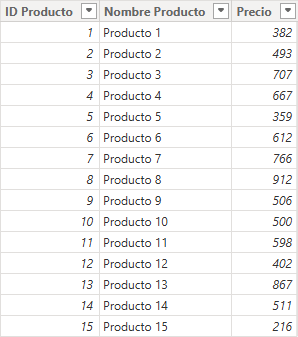 ID Producto Nombre Producto Precio
1 Producto 1 382
2 Producto 2 493
3 Producto 3 707
4 Producto 4 667
5 Producto 5 359
6 Producto 6 612
7 Producto 7 766
8 Producto 8 912
9 Producto 9 506
10 Producto 10 500
11 Producto 11 598
12 Producto 12 402
13 Producto 13 867
14 Producto 14 511
15 Producto 15 216